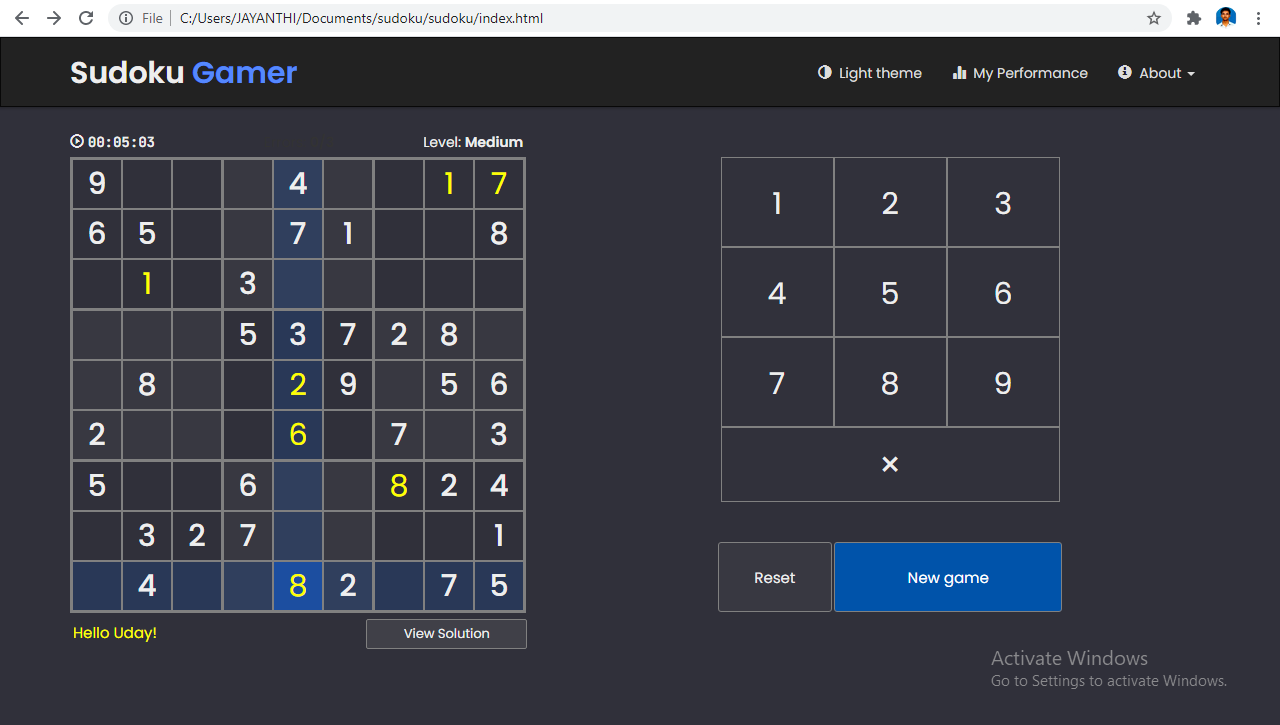 File | C:/Users/JAYANTHI/Documents/sudoku/sudoku/index.html
Sudoku Gamer
Light theme
My Performance
About
00:05:03
Level: Medium
9 4 1 7
6 5 7 1 8
1 3
5 3 7 2 8
8 2 9 5 6
2 6 7 3
5 6 8 2 4
3 2 7 1
4 8 2 7 5
Hello Uday!
View Solution
1 2 3
4 5 6
7 8 9
×
Reset
New game
Activate Windows
Go to Settings to activate Windows.